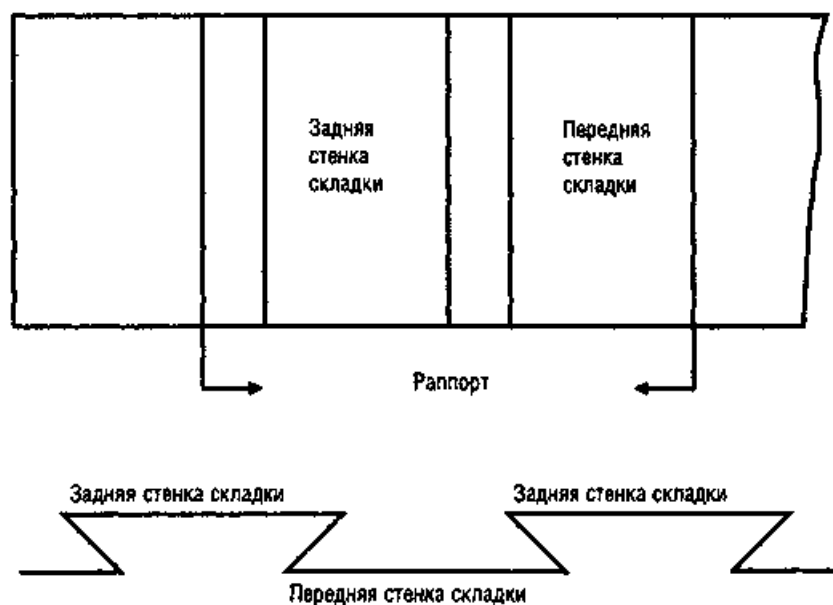 Задняя
стенка
складки
Передняя
стенка
складки
Раппорт
Задняя стенка складки
Задняя стенка складки
Передняя стенка складки